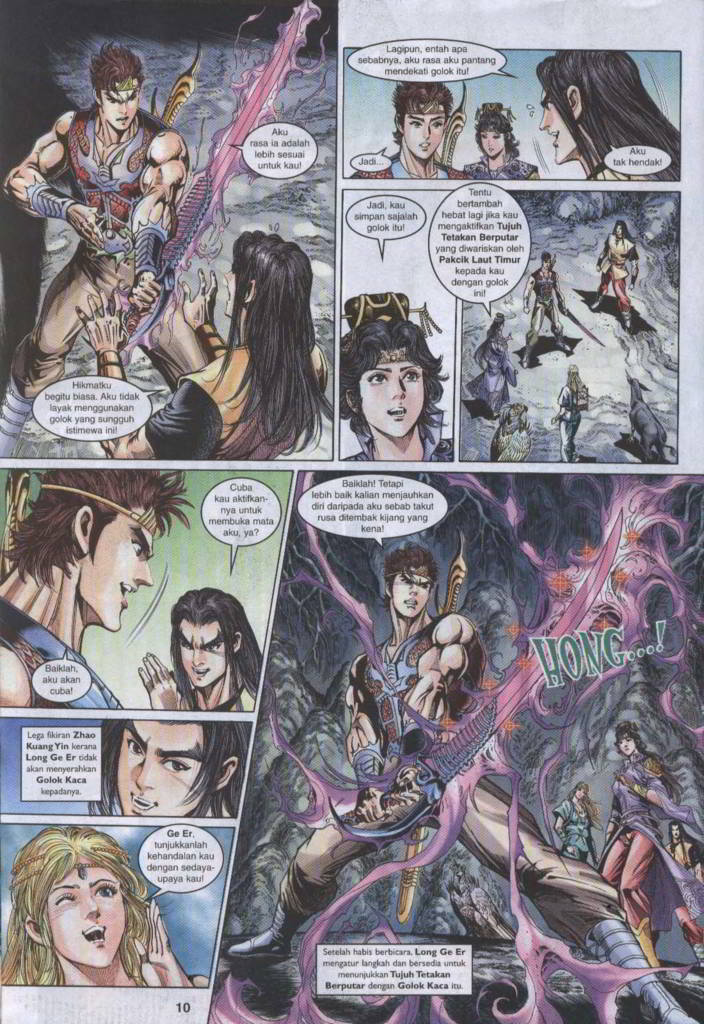 Aku
rasa ia adalah
lebih sesuai
untuk kau!
Hikmatku
begitu biasa. Aku tidak
layak menggunakan
golok yang sungguh
istimewa ini!
Lagipun, entah apa
sebabnya, aku rasa aku pantang
mendekati golok itu!
Jadi...
Aku
tak hendak!
Jadi, kau
simpan sajalah
golok itu!
Tentu
bertambah
hebat lagi jika kau
mengaktifkan Tujuh
Tetakan Berputar
yang diwariskan oleh
Pakcik Laut Timur
kepada kau
dengan golok
ini!
Cuba
kau aktifkan-
nya untuk
membuka mata
aku, ya?
Baiklah,
aku akan
cuba!
Lega fikiran Zhao
Kuang Yin kerana
Long Ge Er tidak
akan menyerahkan
Golok Kaca
kepadanya.
Ge Er,
tunjukkanlah
kehandalan kau
dengan sedaya-
upaya kau!
Baiklah! Tetapi
lebih baik kalian menjauhkan
diri daripada aku sebab takut
rusa ditembak kijang yang
kena!
HONG...!
Setelah habis berbicara, Long Ge Er
mengatur langkah dan bersedia untuk
menunjukkan Tujuh Tetakan
Berputar dengan Golok Kaca itu.
10